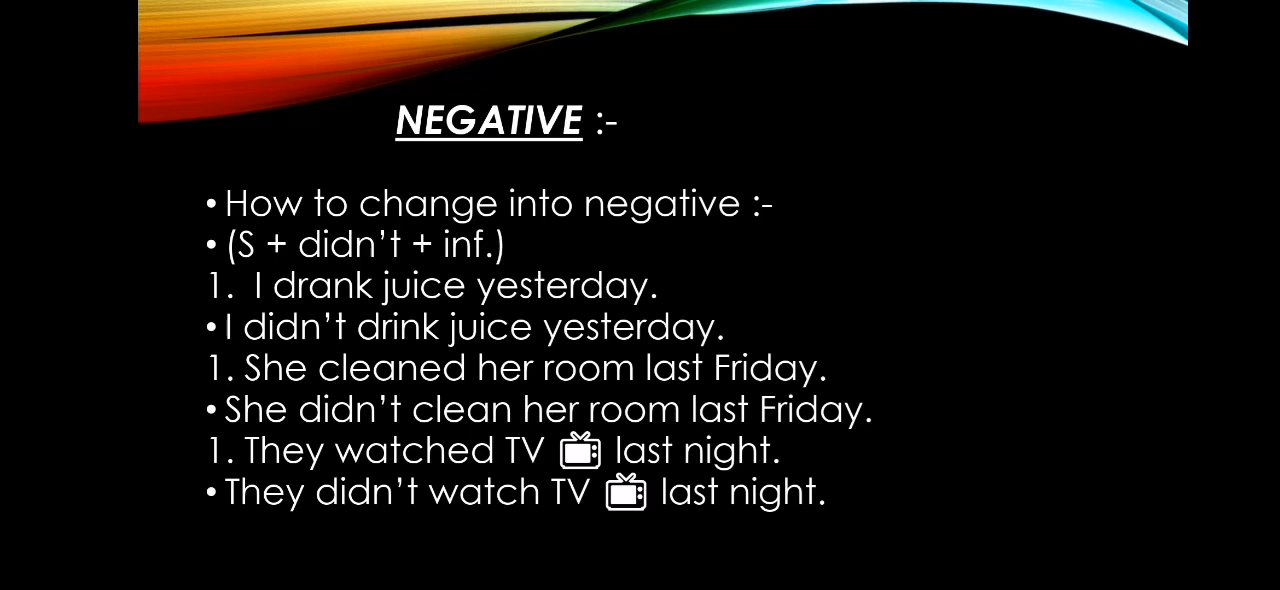 NEGATIVE :-
• How to change into negative :-
• (S + didn’t + inf.)
1. I drank juice yesterday.
• I didn’t drink juice yesterday.
1. She cleaned her room last Friday.
• She didn’t clean her room last Friday.
1. They watched TV 📺 last night.
• They didn’t watch TV 📺 last night.